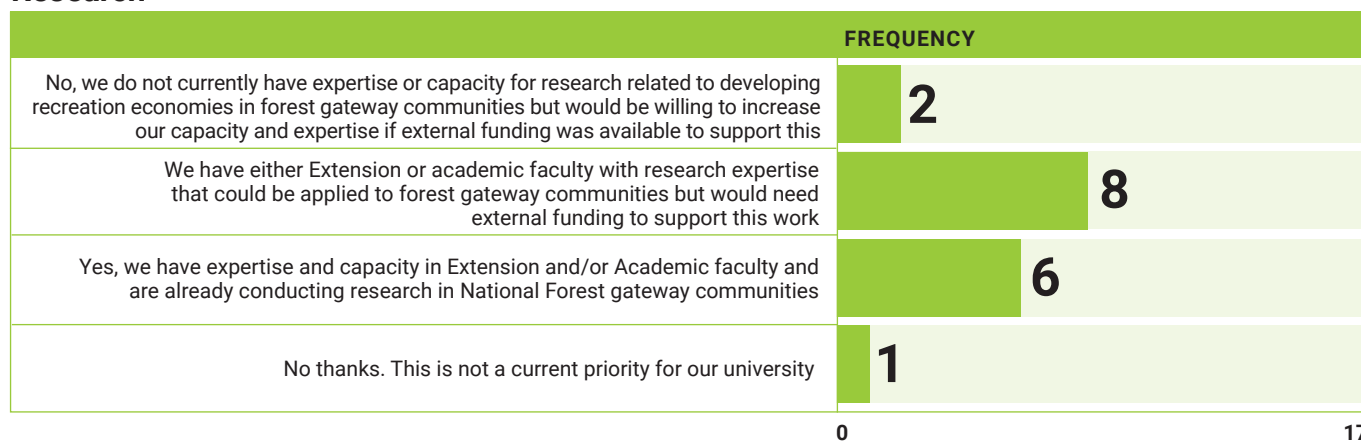 Research
FREQUENCY
No, we do not currently have expertise or capacity for research related to developing
recreation economies in forest gateway communities but would be willing to increase
our capacity and expertise if external funding was available to support this
2
We have either Extension or academic faculty with research expertise
that could be applied to forest gateway communities but would need
external funding to support this work
8
Yes, we have expertise and capacity in Extension and/or Academic faculty and
are already conducting research in National Forest gateway communities
6
No thanks. This is not a current priority for our university
1
0 17